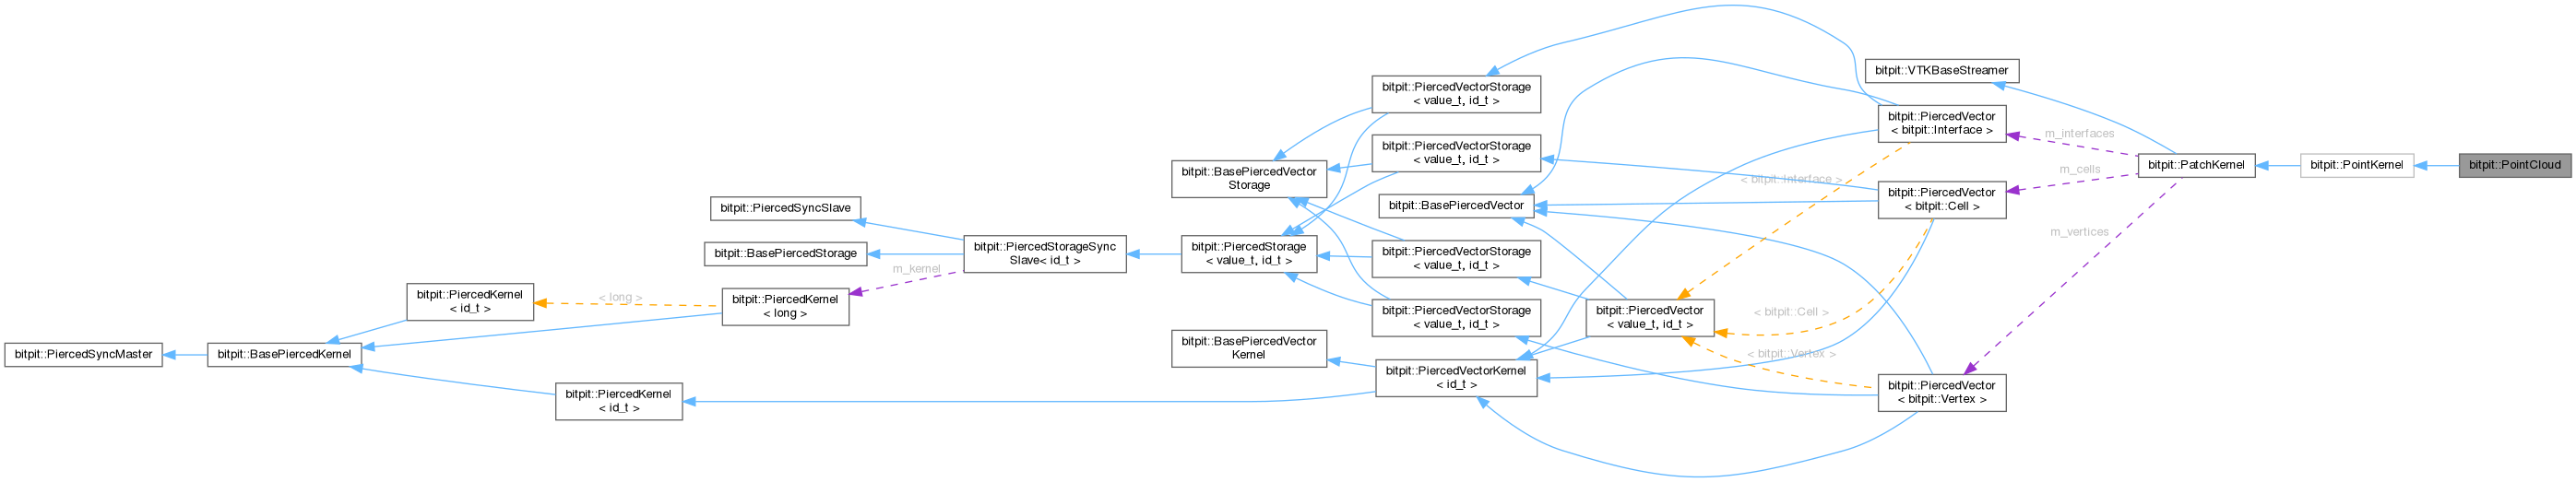 bitpit::PiercedSyncMaster
bitpit::BasePiercedKernel
bitpit::PiercedKernel
< id_t >
< long >
bitpit::PiercedKernel
< id_t >
bitpit::PiercedSyncSlave
bitpit::BasePiercedStorage
bitpit::PiercedKernel
< long >
m_kernel
bitpit::PiercedStorageSync
Slave< id_t >
bitpit::BasePiercedVector
Storage
bitpit::PiercedStorage
< value_t, id_t >
bitpit::BasePiercedVector
Kernel
bitpit::PiercedVectorStorage
< value_t, id_t >
bitpit::PiercedVectorStorage
< value_t, id_t >
bitpit::BasePiercedVector
bitpit::PiercedVectorStorage
< value_t, id_t >
bitpit::PiercedVectorStorage
< value_t, id_t >
bitpit::PiercedVectorKernel
< id_t >
bitpit::PiercedVector
< value_t, id_t >
< bitpit::Interface >
< bitpit::Cell >
< bitpit::Vertex >
bitpit::VTKBaseStreamer
bitpit::PiercedVector
< bitpit::Interface >
bitpit::PiercedVector
< bitpit::Cell >
bitpit::PiercedVector
< bitpit::Vertex >
m_interfaces
m_cells
m_vertices
bitpit::PatchKernel
bitpit::PointKernel
bitpit::PointCloud